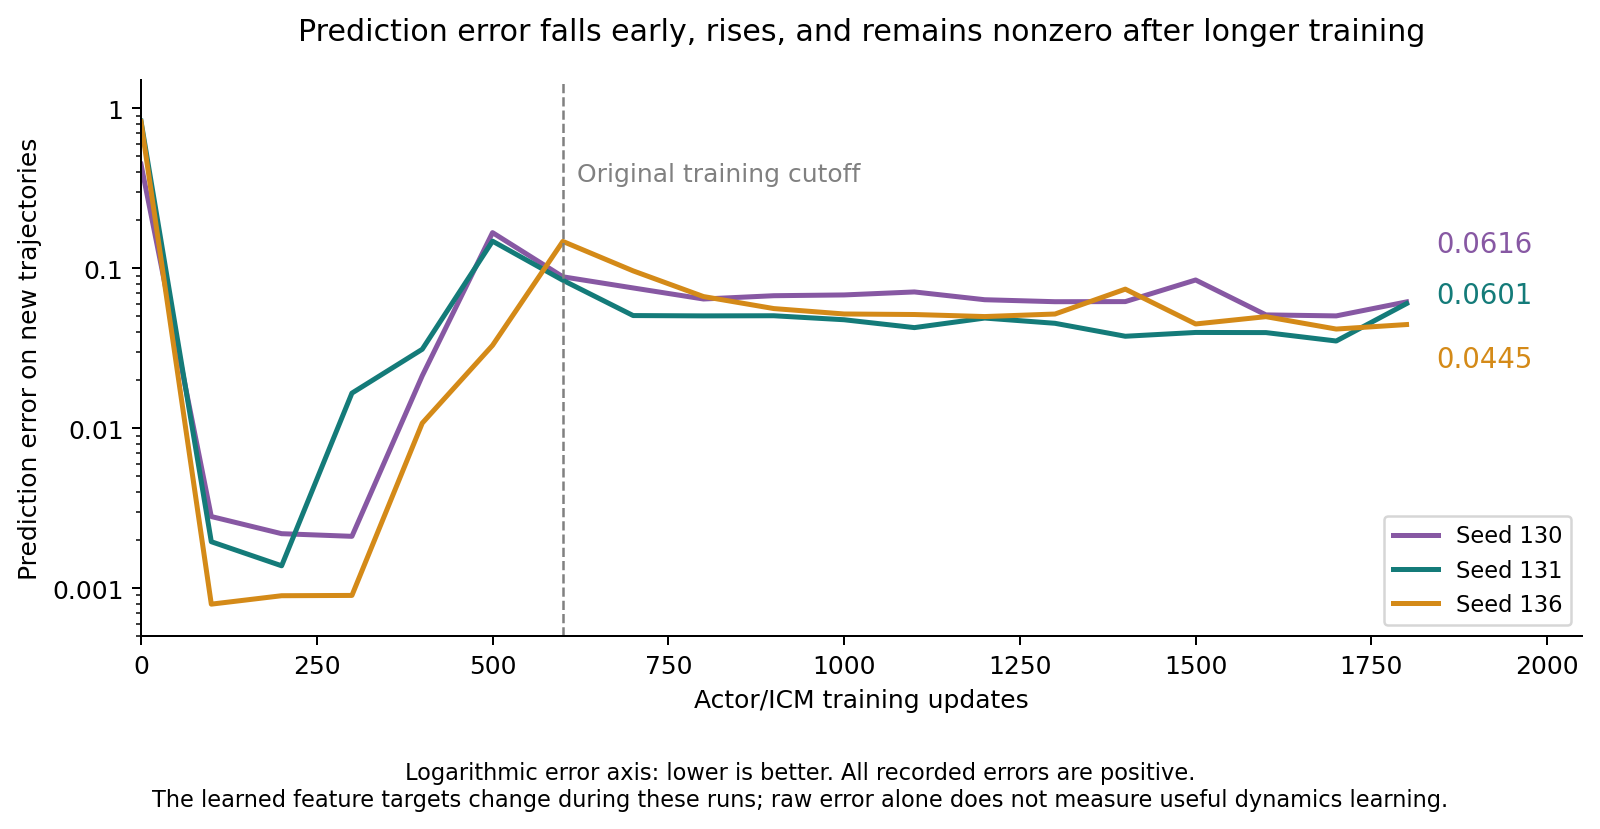 Prediction error falls early, rises, and remains nonzero after longer training
Prediction error on new trajectories
1
0.1
0.01
0.001
Original training cutoff
0.0616
0.0601
0.0445
Seed 130
Seed 131
Seed 136
0
250
500
750
1000
1250
1500
1750
2000
Actor/ICM training updates
Logarithmic error axis: lower is better. All recorded errors are positive.
The learned feature targets change during these runs; raw error alone does not measure useful dynamics learning.